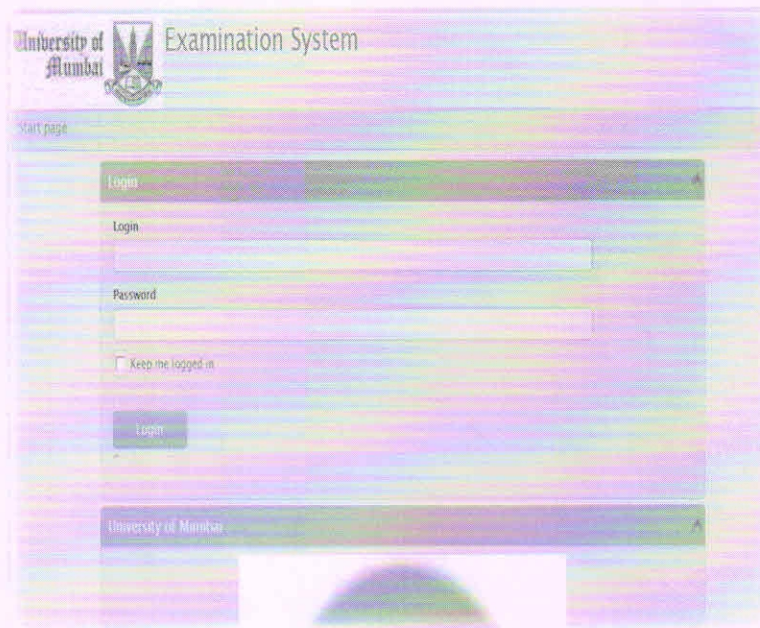 University of
Mumbai
Examination System
Start page
Login
Login
Password
Keep me logged in
Login
University of Mumbai